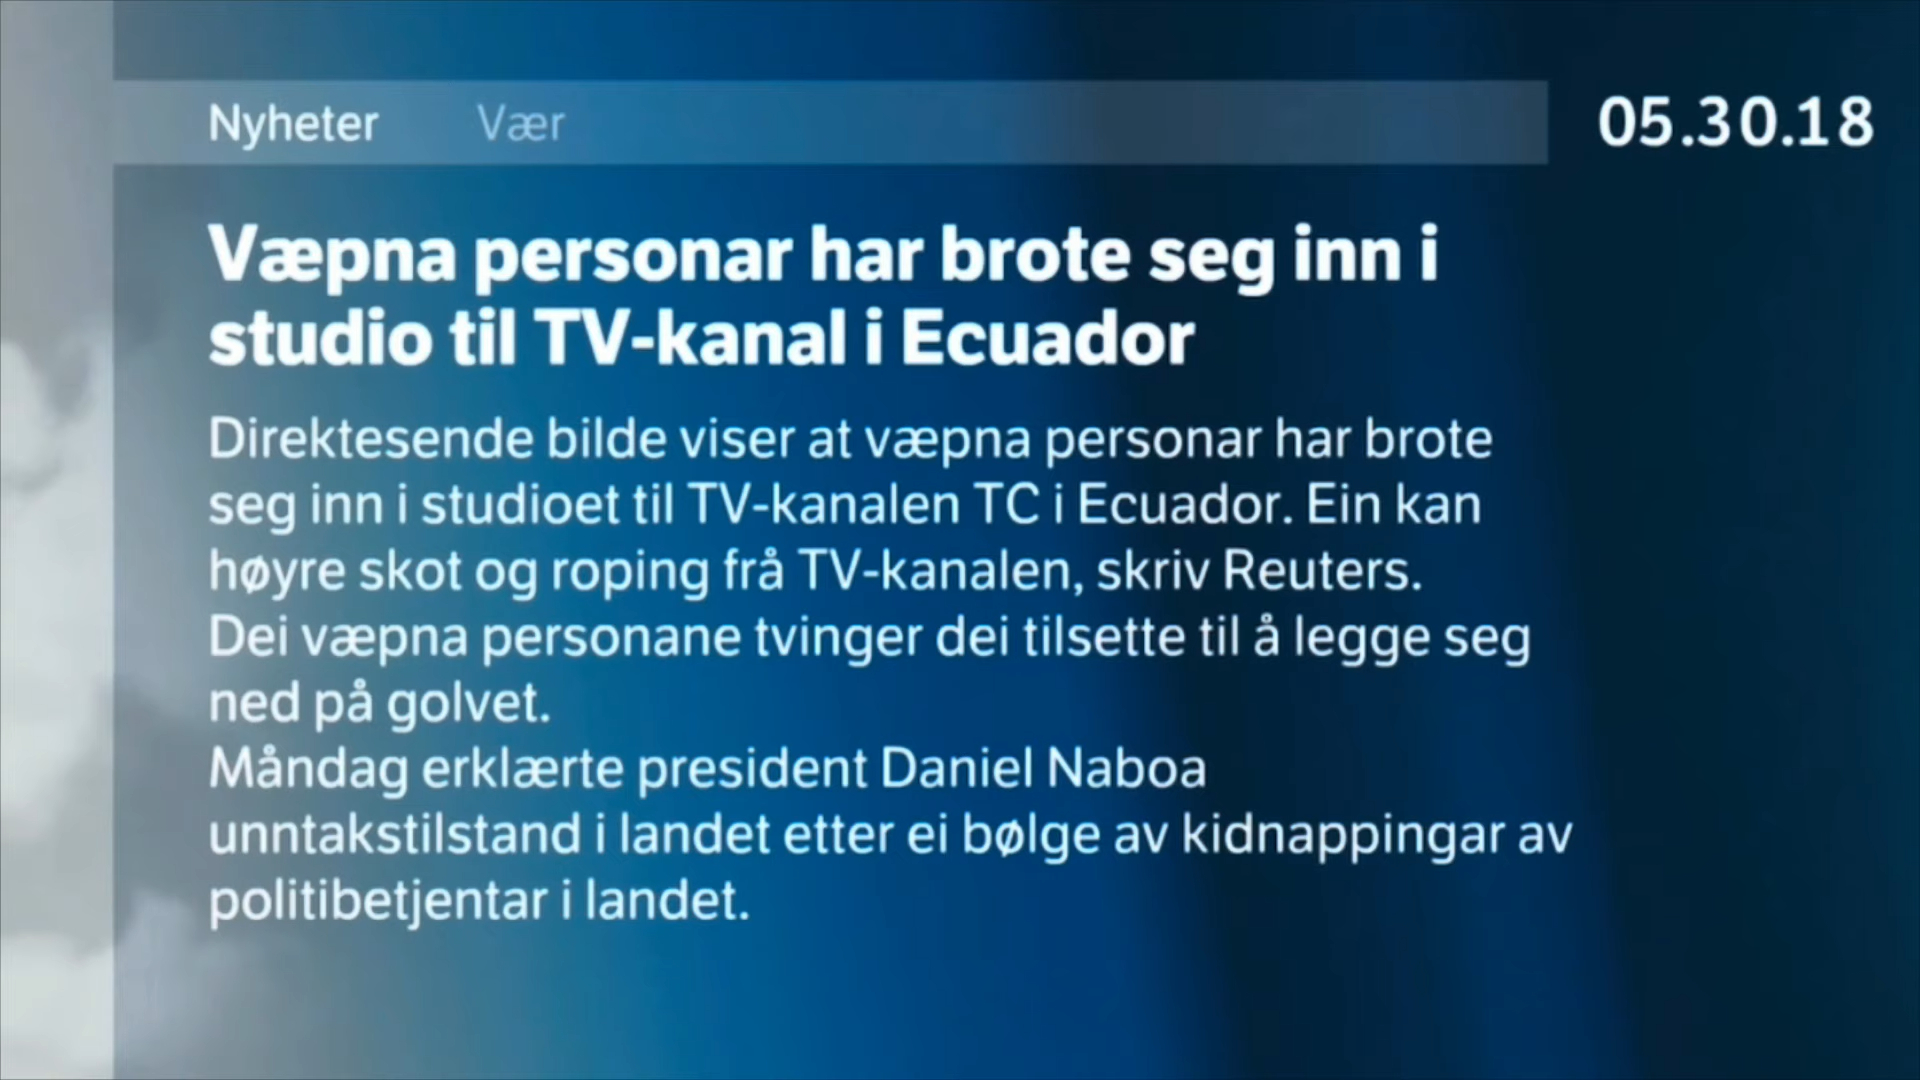 Nyheter Vær 05.30.18
Væpna personar har brote seg inn i
studio til TV-kanal i Ecuador
Direktesende bilde viser at væpna personar har brote
seg inn i studioet til TV-kanalen TC i Ecuador. Ein kan
høyre skot og roping frå TV-kanalen, skriv Reuters.
Dei væpna personane tvinger dei tilsette til å legge seg
ned på golvet.
Måndag erklærte president Daniel Naboa
unntakstilstand i landet etter ei bølge av kidnappingar av
politibetjentar i landet.